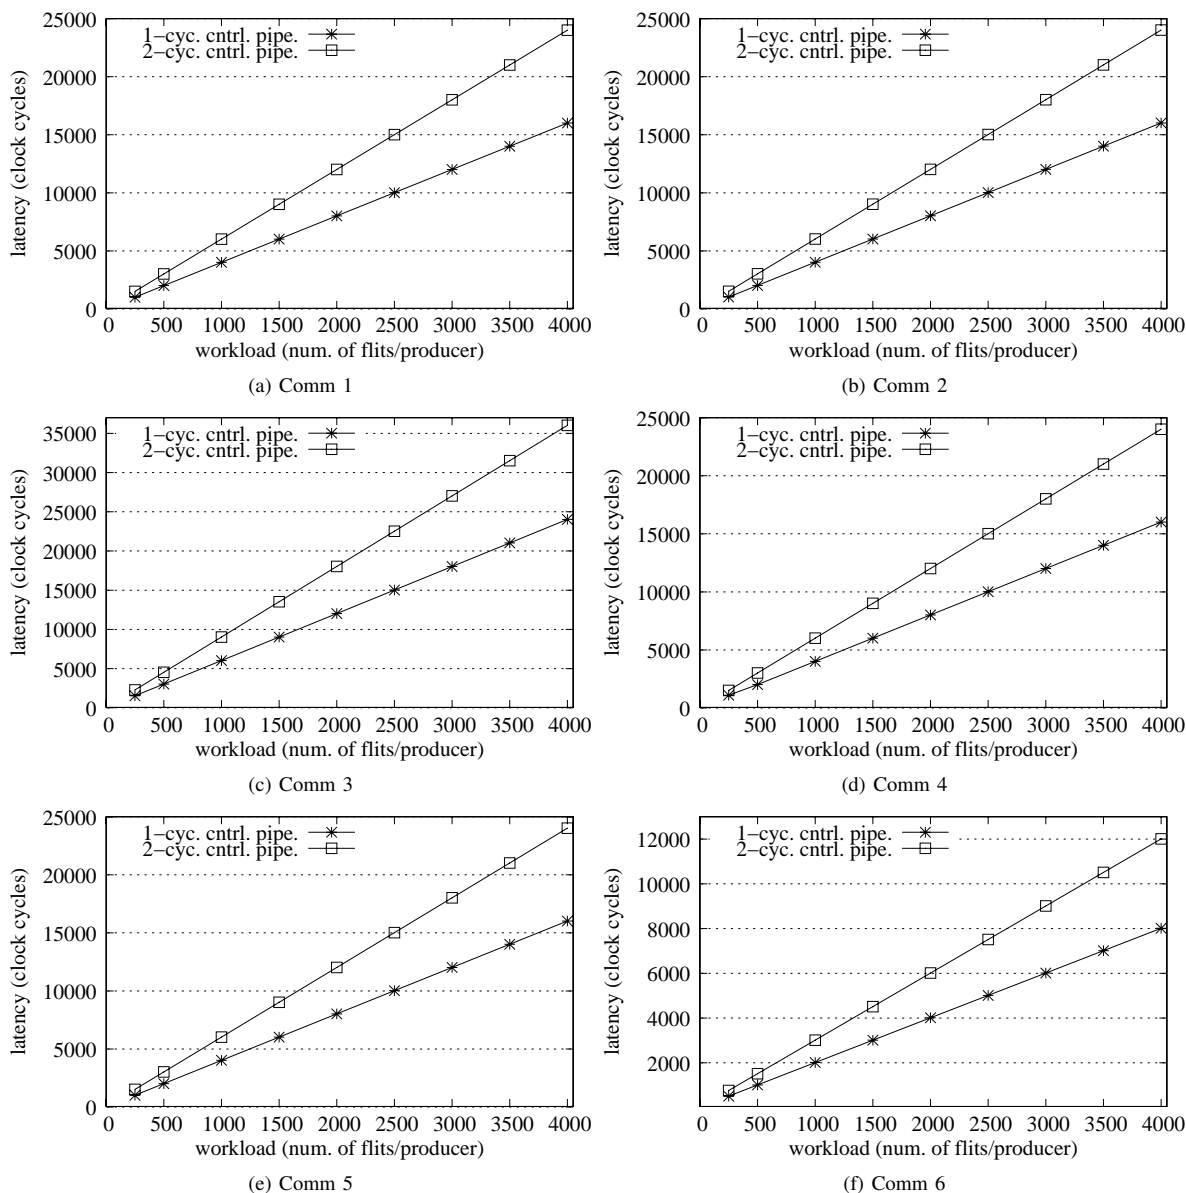 25000
20000
15000
10000
5000
0
latency (clock cycles)
1−cyc. cntrl. pipe.
2−cyc. cntrl. pipe.
0 500 1000 1500 2000 2500 3000 3500 4000
workload (num. of flits/producer)
(a) Comm 1
25000
20000
15000
10000
5000
0
latency (clock cycles)
1−cyc. cntrl. pipe.
2−cyc. cntrl. pipe.
0 500 1000 1500 2000 2500 3000 3500 4000
workload (num. of flits/producer)
(b) Comm 2
35000
30000
25000
20000
15000
10000
5000
0
latency (clock cycles)
1−cyc. cntrl. pipe.
2−cyc. cntrl. pipe.
0 500 1000 1500 2000 2500 3000 3500 4000
workload (num. of flits/producer)
(c) Comm 3
25000
20000
15000
10000
5000
0
latency (clock cycles)
1−cyc. cntrl. pipe.
2−cyc. cntrl. pipe.
0 500 1000 1500 2000 2500 3000 3500 4000
workload (num. of flits/producer)
(d) Comm 4
25000
20000
15000
10000
5000
0
latency (clock cycles)
1−cyc. cntrl. pipe.
2−cyc. cntrl. pipe.
0 500 1000 1500 2000 2500 3000 3500 4000
workload (num. of flits/producer)
(e) Comm 5
12000
10000
8000
6000
4000
2000
latency (clock cycles)
1−cyc. cntrl. pipe.
2−cyc. cntrl. pipe.
0 500 1000 1500 2000 2500 3000 3500 4000
workload (num. of flits/producer)
(f) Comm 6